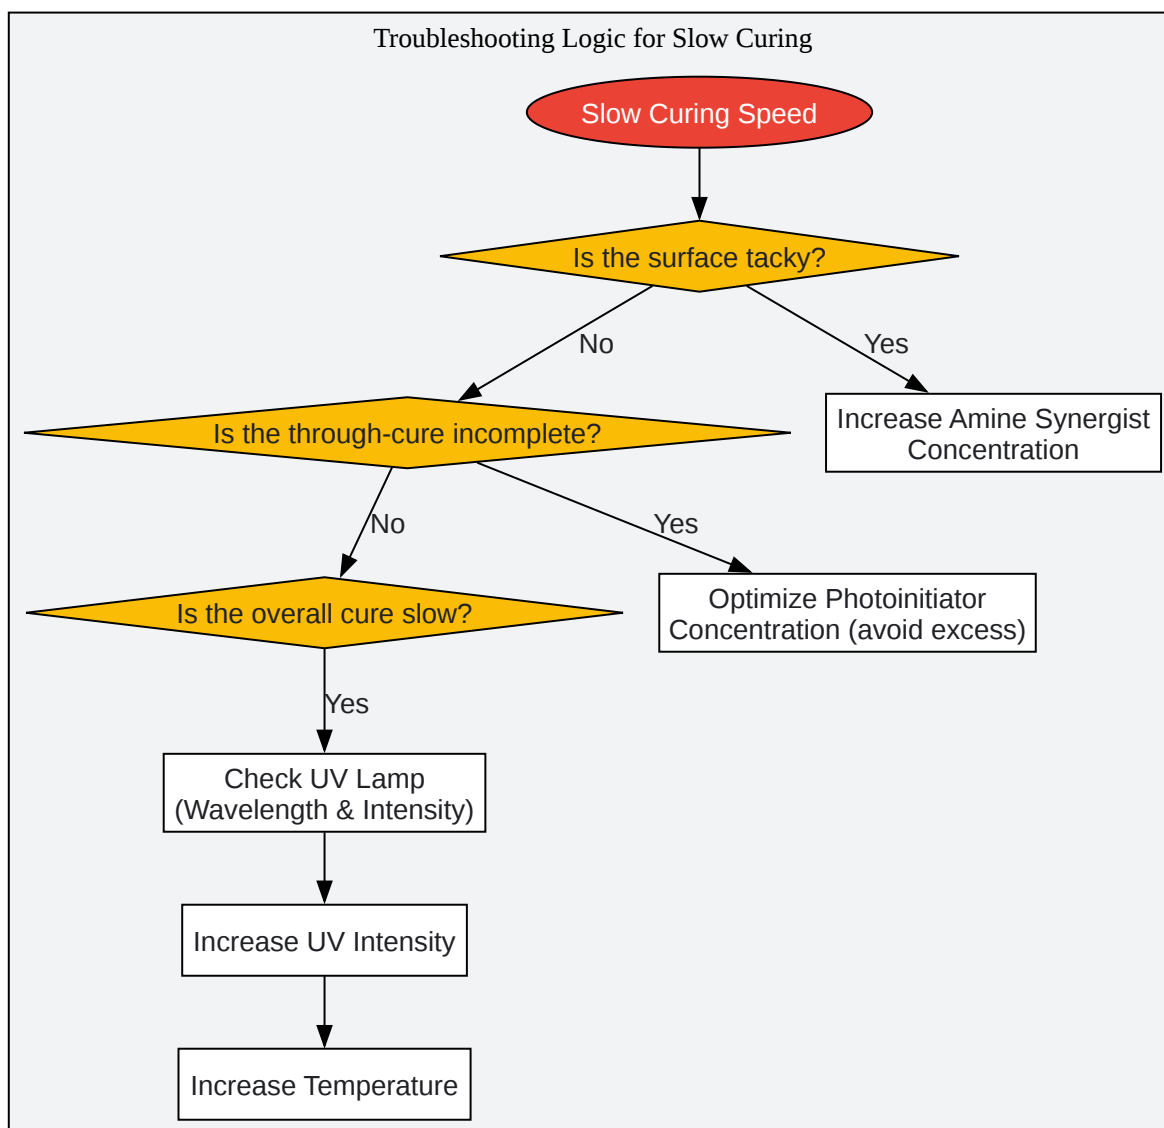 Troubleshooting Logic for Slow Curing
Slow Curing Speed
Is the surface tacky?
No
Yes
Increase Amine Synergist
Concentration
Is the through-cure incomplete?
No
Yes
Optimize Photoinitiator
Concentration (avoid excess)
Is the overall cure slow?
Yes
Check UV Lamp
(Wavelength & Intensity)
Increase UV Intensity
Increase Temperature